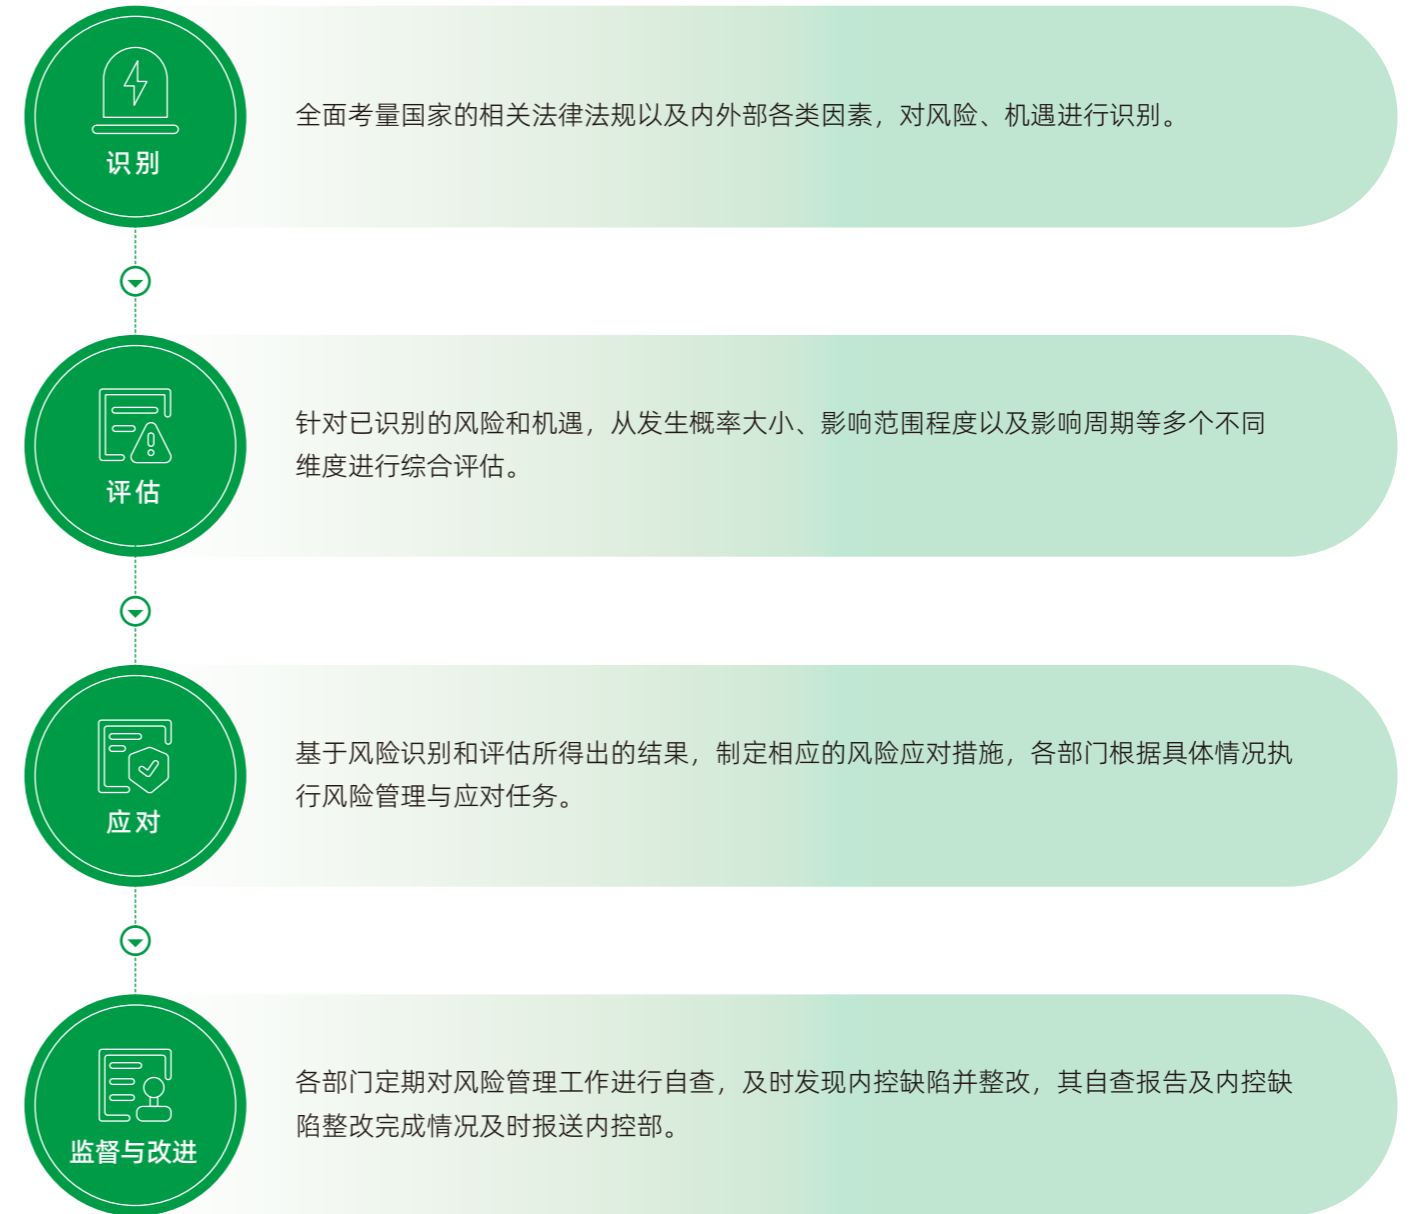 识别
全面考量国家的相关法律法规以及内外部各类因素，对风险、机遇进行识别。
评估
针对已识别的风险和机遇，从发生概率大小、影响范围程度以及影响周期等多个不同
维度进行综合评估。
应对
基于风险识别和评估所得出的结果，制定相应的风险应对措施，各部门根据具体情况执
行风险管理与应对任务。
监督与改进
各部门定期对风险管理工作进行自查，及时发现内控缺陷并整改，其自查报告及内控缺
陷整改完成情况及时报送内控部。